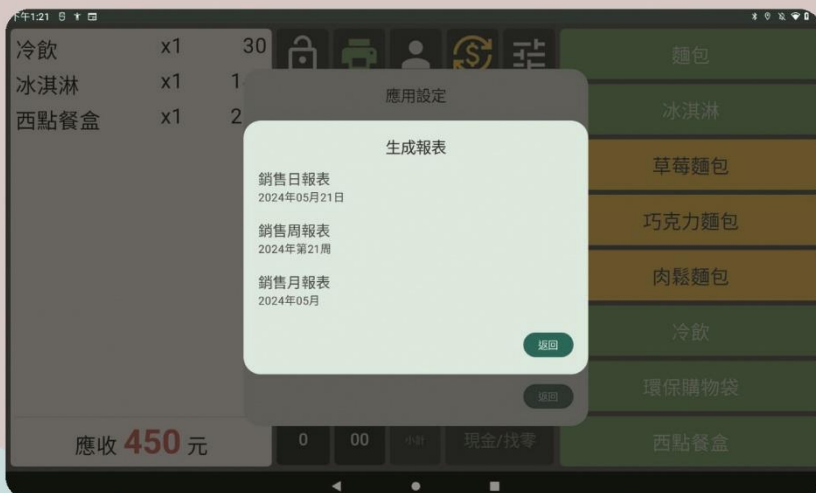 下午1:21
冷飲 x1 30
冰淇淋 x1 1
西點餐盒 x1 2
應收 450 元
應用設定
生成報表
銷售日報表
2024年05月21日
銷售周報表
2024年第21周
銷售月報表
2024年05月
返回
返回
0 00 小計 現金/找零
麵包
冰淇淋
草莓麵包
巧克力麵包
肉鬆麵包
冷飲
環保購物袋
西點餐盒